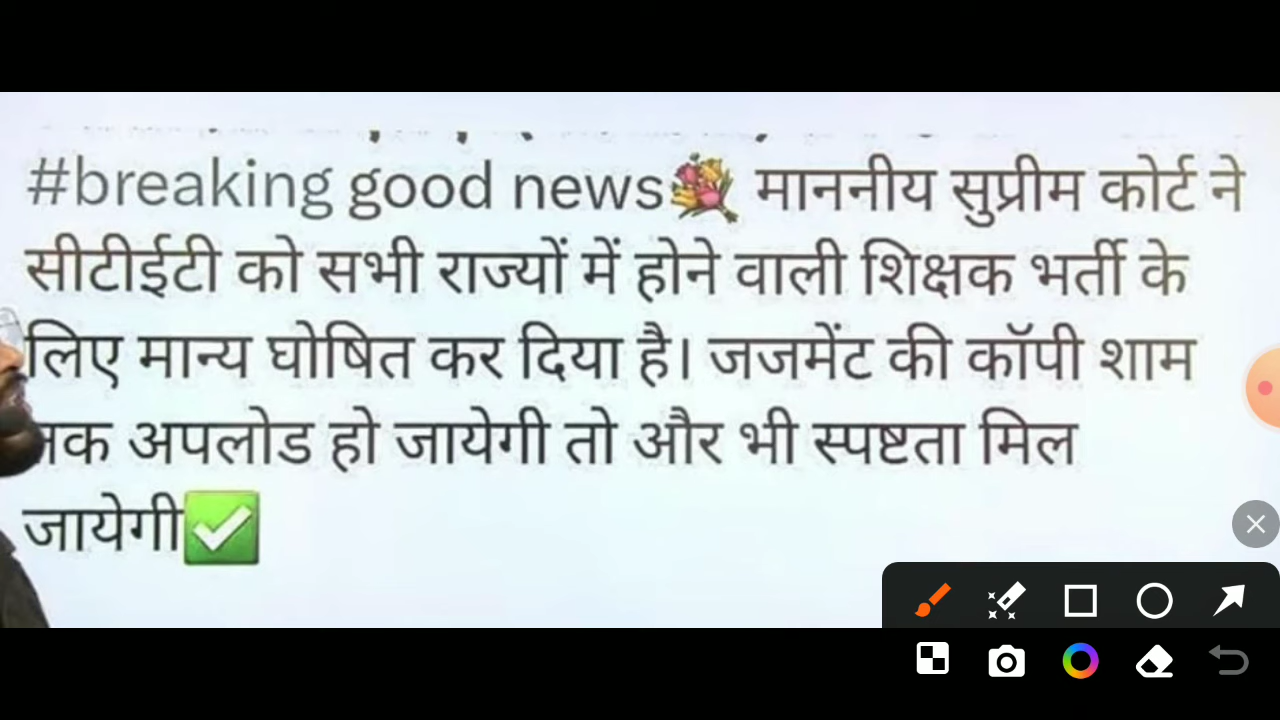 #breaking good news💐 माननीय सुप्रीम कोर्ट ने
सीटीईटी को सभी राज्यों में होने वाली शिक्षक भर्ती के
लिए मान्य घोषित कर दिया है। जजमेंट की कॉपी शाम
अपलोड हो जायेगी तो और भी स्पष्टता मिल
जायेगी✅